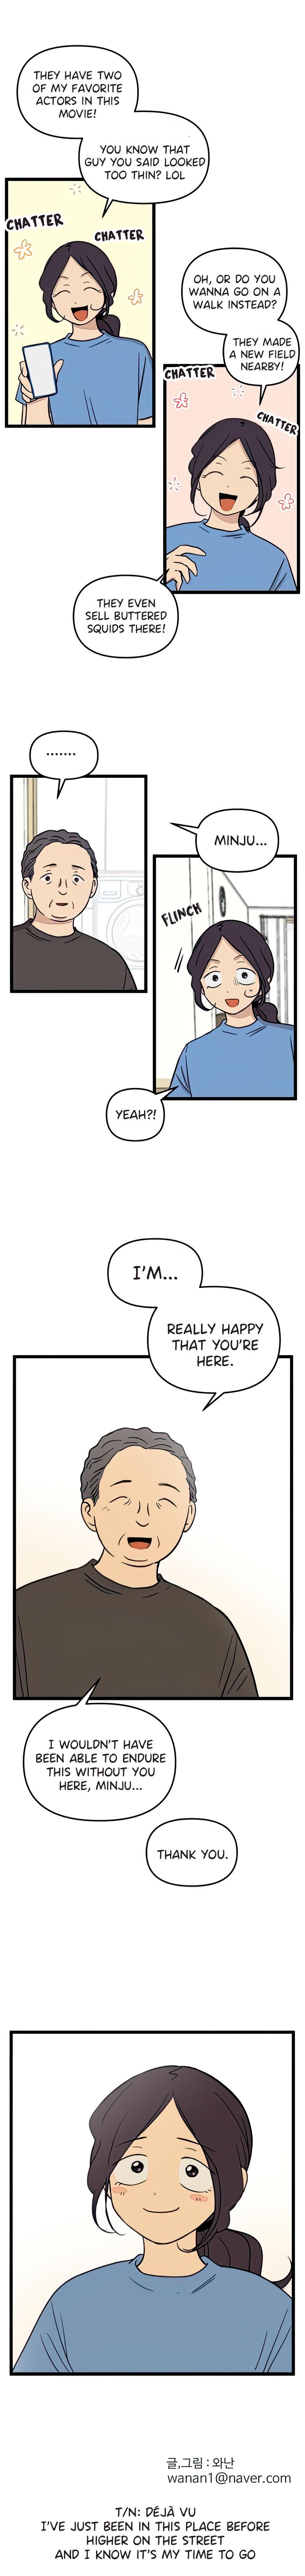 THEY HAVE TWO
OF MY FAVORITE
ACTORS IN THIS
MOVIE!
YOU KNOW THAT
GUY YOU SAID LOOKED
TOO THIN? LOL
CHATTER
CHATTER
OH, OR DO YOU
WANNA GO ON A
WALK INSTEAD?
THEY MADE
A NEW FIELD
NEARBY!
CHATTER
CHATTER
THEY EVEN
SELL BUTTERED
SQUIDS THERE!
.......
MINJU...
FLINCH
YEAH?!
I'M...
REALLY HAPPY
THAT YOU'RE
HERE.
I WOULDN'T HAVE
BEEN ABLE TO ENDURE
THIS WITHOUT YOU
HERE, MINJU...
THANK YOU.
글,그림 : 와난
wanan1@naver.com
T/N: DÉJÀ VU
I'VE JUST BEEN IN THIS PLACE BEFORE
HIGHER ON THE STREET
AND I KNOW IT'S MY TIME TO GO